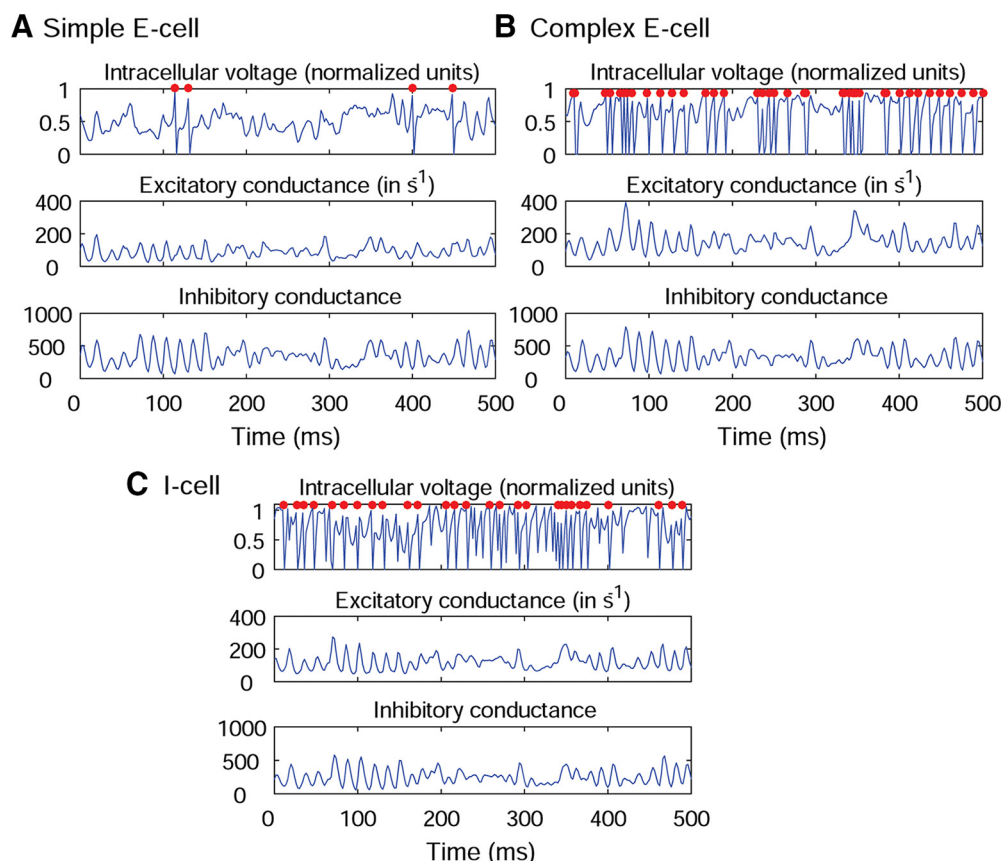 A Simple E-cell
Intracellular voltage (normalized units)
1
0.5
0
Excitatory conductance (in s⁻¹)
400
200
0
Inhibitory conductance
1000
500
0
0 100 200 300 400 500
Time (ms)
B Complex E-cell
Intracellular voltage (normalized units)
1
0.5
0
Excitatory conductance (in s⁻¹)
400
200
0
Inhibitory conductance
1000
500
0
0 100 200 300 400 500
Time (ms)
C I-cell
Intracellular voltage (normalized units)
1
0.5
0
Excitatory conductance (in s⁻¹)
400
200
0
Inhibitory conductance
1000
500
0
0 100 200 300 400 500
Time (ms)